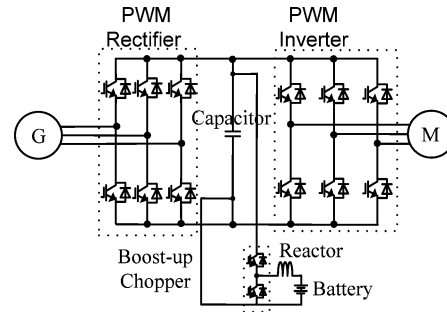 PWM
Rectifier
PWM
Inverter
Capacitor
G
M
Boost-up
Chopper
Reactor
Battery